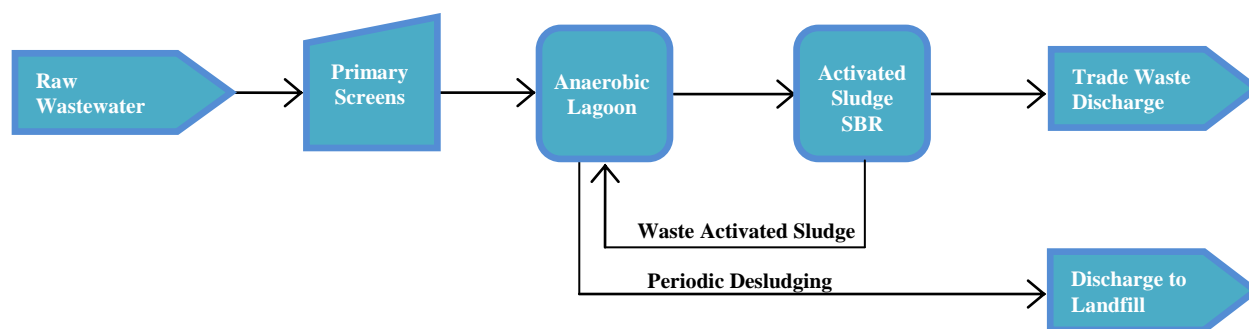 Raw
Wastewater
Primary
Screens
Anaerobic
Lagoon
Activated
Sludge
SBR
Trade Waste
Discharge
Waste Activated Sludge
Periodic Desludging
Discharge to
Landfill